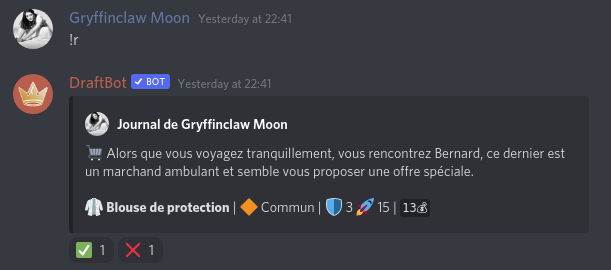 Gryffinclaw Moon Yesterday at 22:41
!r
DraftBot ✓ BOT Yesterday at 22:41
Journal de Gryffinclaw Moon
🛒 Alors que vous voyagez tranquillement, vous rencontrez Bernard, ce dernier est
un marchand ambulant et semble vous proposer une offre spéciale.
🥼 Blouse de protection | 🔶 Commun | 🛡️ 3 🚀 15 | 13💰
✅ 1 ❌ 1